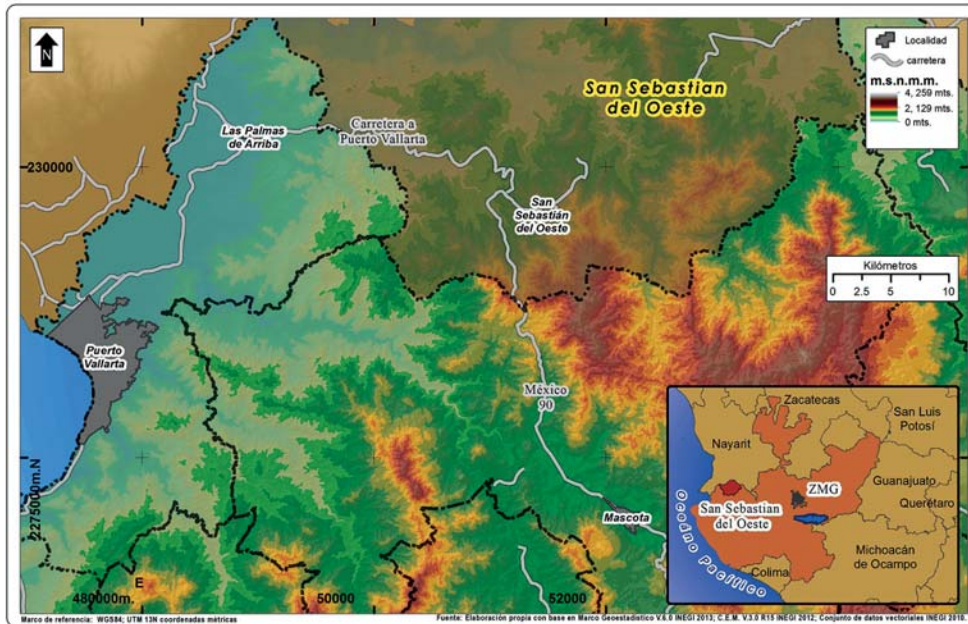 N
San Sebastian
del Oeste
Localidad
carretera
m.s.n.m.m.
4, 259 mts.
2, 129 mts.
0 mts.
Las Palmas
de Arriba
Carretera a
Puerto Vallarta
230000
San
Sebastián
del Oeste
Kilómetros
0 2.5 5 10
Puerto
Vallarta
México
90
Mascota
2275000m.N
E
480000m.
50000
52000
Zacatecas
San Luis
Potosí
Nayarit
Guanajuato
ZMG
Querétaro
San Sebastian
del Oeste
Michoacán
de Ocampo
Colima
Océano Pacífico
Marco de referencia: WGS84; UTM 13N coordenadas métricas
Fuente: Elaboración propia con base en Marco Geoestadístico V.6.0 INEGI 2013; C.E.M. V.3.0 R15 INEGI 2012; Conjunto de datos vectoriales INEGI 2010.